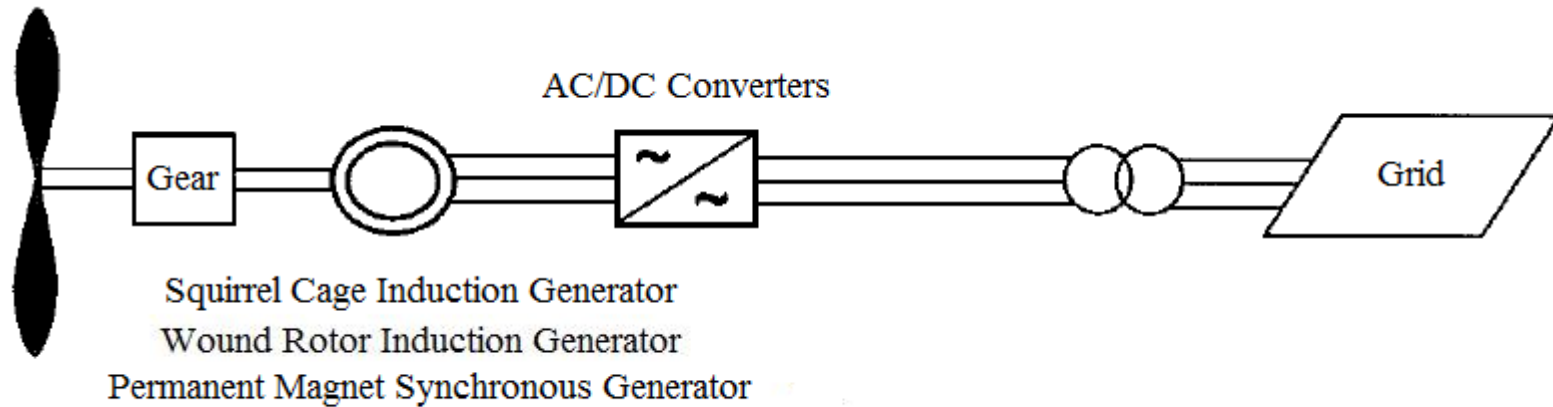 AC/DC Converters
Gear
Grid
Squirrel Cage Induction Generator
Wound Rotor Induction Generator
Permanent Magnet Synchronous Generator